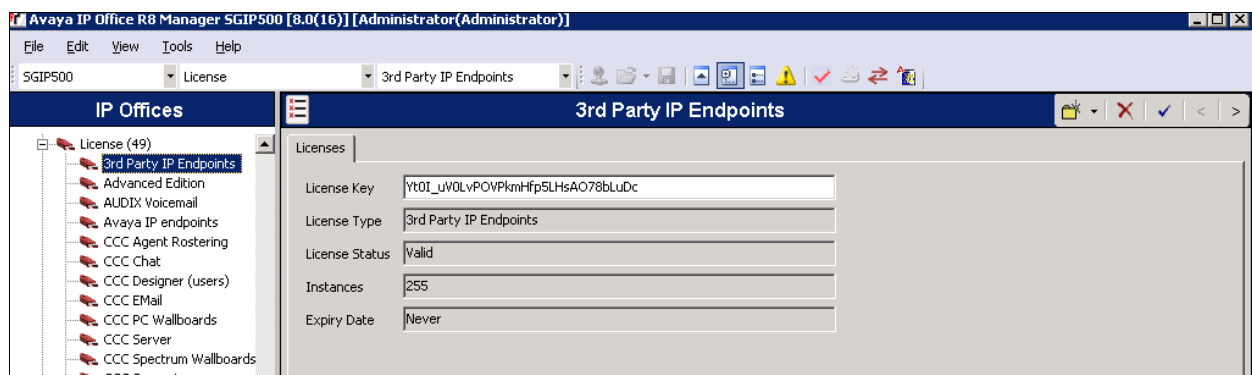 Avaya IP Office R8 Manager SGIP500 [8.0(16)] [Administrator(Administrator)]
File Edit View Tools Help
SGIP500 License 3rd Party IP Endpoints
IP Offices
3rd Party IP Endpoints
License (49)
3rd Party IP Endpoints
Advanced Edition
AUDIX Voicemail
Avaya IP endpoints
CCC Agent Rostering
CCC Chat
CCC Designer (users)
CCC EMail
CCC PC Wallboards
CCC Server
CCC Spectrum Wallboards
Licenses
License Key Yt0I_uV0LvPOVPkmHfp5LHsAO78bLuDc
License Type 3rd Party IP Endpoints
License Status Valid
Instances 255
Expiry Date Never